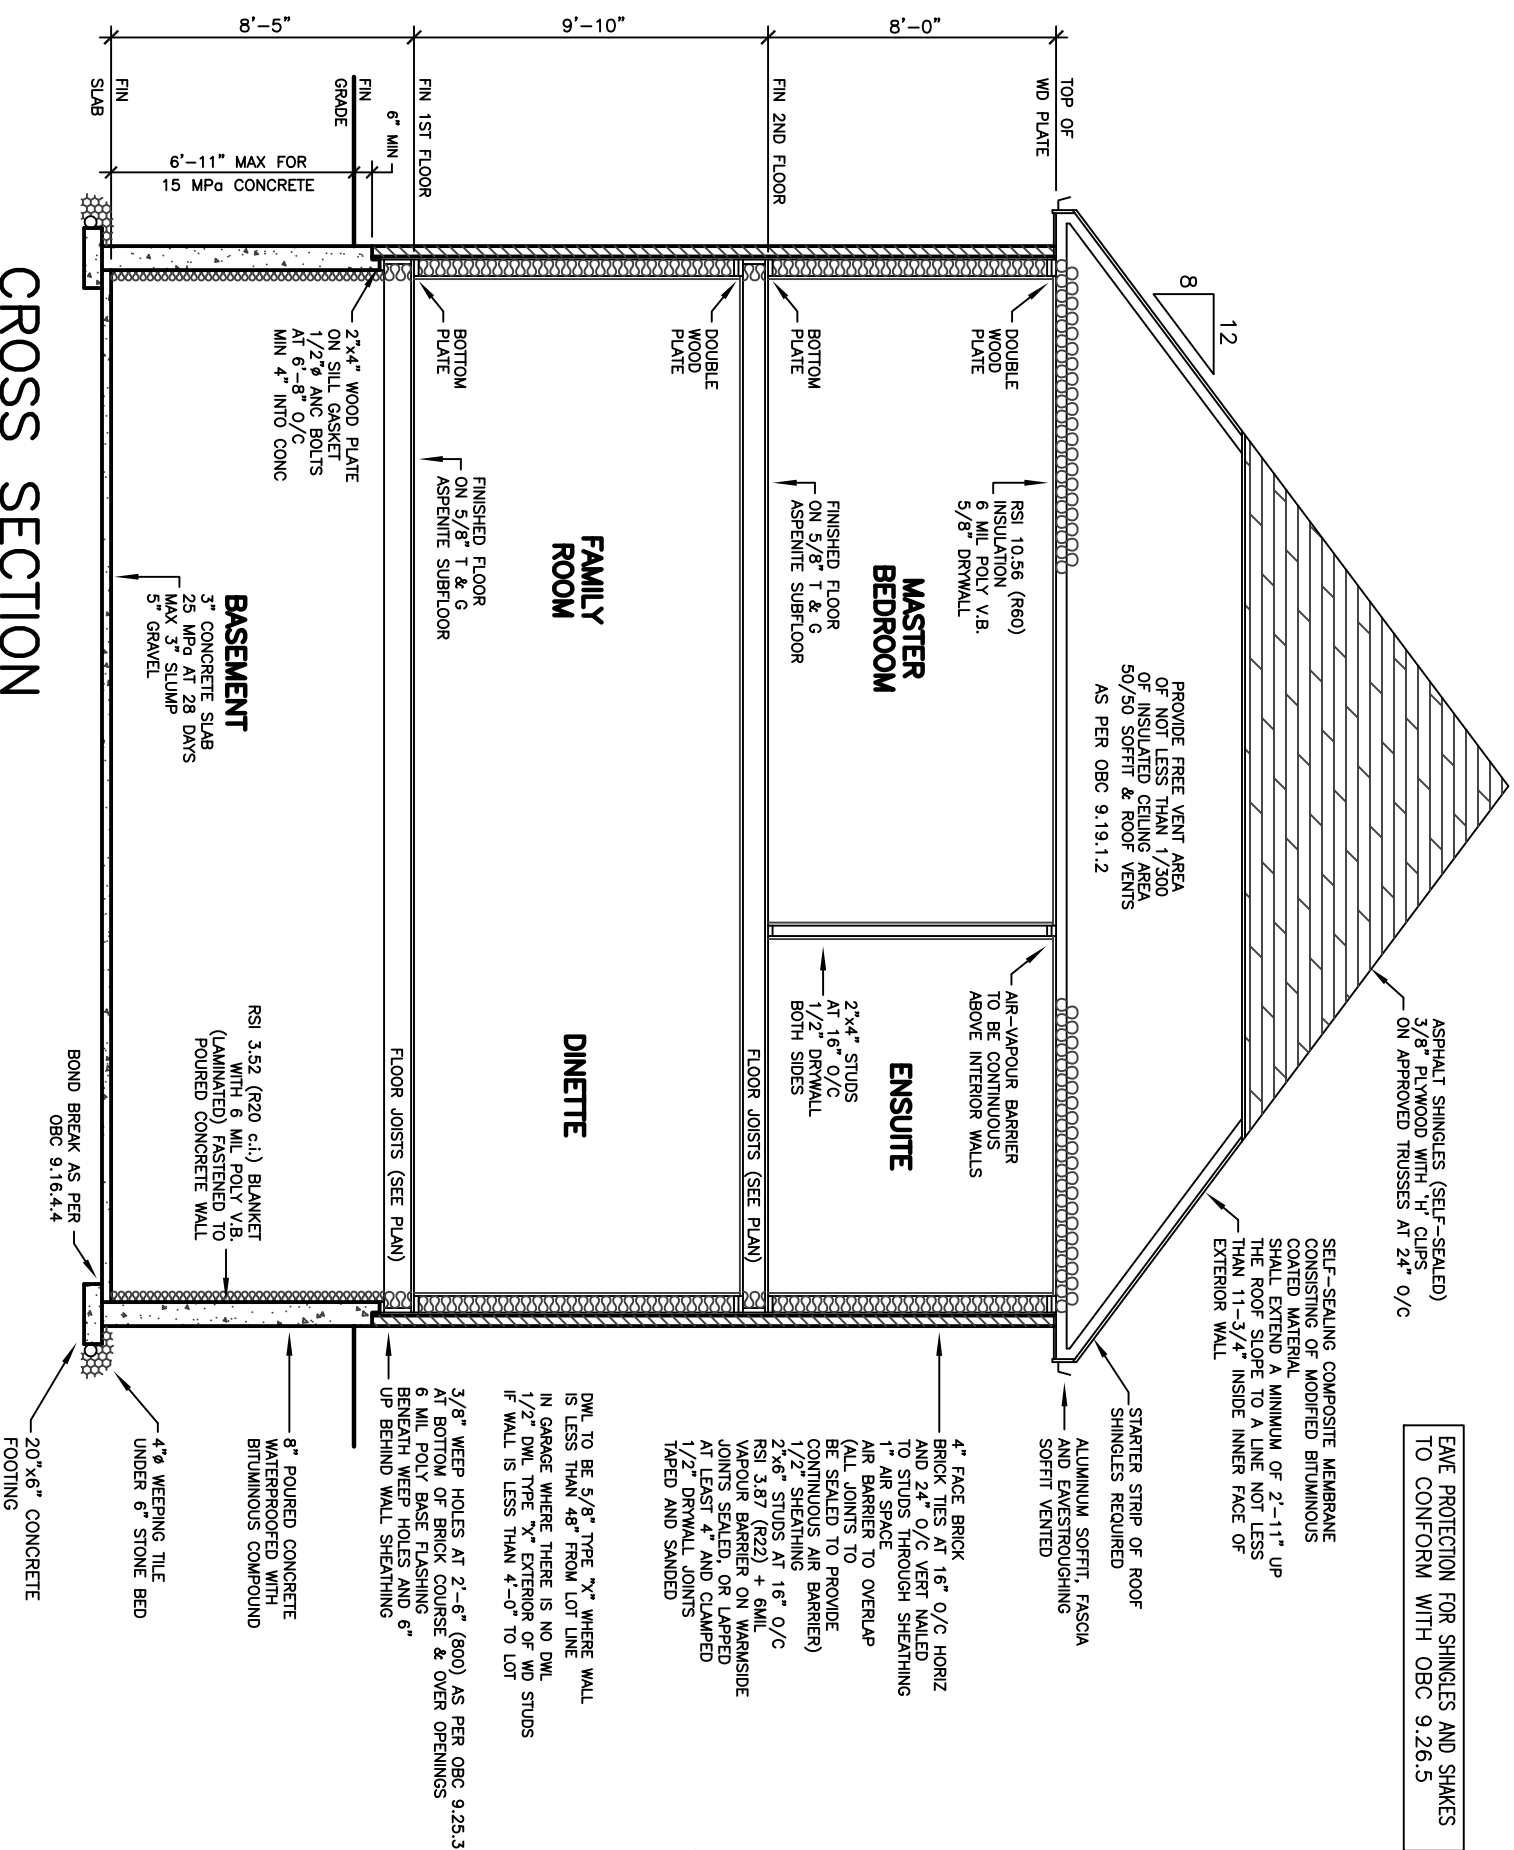 EAVE PROTECTION FOR SHINGLES AND SHAKES
TO CONFORM WITH OBC 9.26.5
ASPHALT SHINGLES (SELF-SEALED)
3/8" PLYWOOD WITH 'H' CLIPS
ON APPROVED TRUSSES AT 24" O/C
SELF-SEALING COMPOSITE MEMBRANE
CONSISTING OF MODIFIED BITUMINOUS
COATED MATERIAL
SHALL EXTEND A MINIMUM OF 2'-11" UP
THE ROOF SLOPE TO A LINE NOT LESS
THAN 11-3/4" INSIDE INNER FACE OF
EXTERIOR WALL
12
8
PROVIDE FREE VENT AREA
OF NOT LESS THAN 1/300
OF INSULATED CEILING AREA
50/50 SOFFIT & ROOF VENTS
AS PER OBC 9.19.1.2
STARTER STRIP OF ROOF
SHINGLES REQUIRED
ALUMINUM SOFFIT, FASCIA
AND EAVESTROUGHING
SOFFIT VENTED
TOP OF
WD PLATE
8'-0"
DOUBLE
WOOD
PLATE
RSI 10.56 (R60)
INSULATION
6 MIL POLY V.B.
5/8" DRYWALL
AIR-VAPOUR BARRIER
TO BE CONTINUOUS
ABOVE INTERIOR WALLS
MASTER
BEDROOM
ENSUITE
2"x4" STUDS
AT 16" O/C
1/2" DRYWALL
BOTH SIDES
BOTTOM
PLATE
FINISHED FLOOR
ON 5/8" T & G
ASPENITE SUBFLOOR
4" FACE BRICK
BRICK TIES AT 16" O/C HORIZ
AND 24" O/C VERT NAILED
TO STUDS THROUGH SHEATHING
1" AIR SPACE
AIR BARRIER TO OVERLAP
(ALL JOINTS TO
BE SEALED TO PROVIDE
CONTINUOUS AIR BARRIER)
1/2" SHEATHING
2"x6" STUDS AT 16" O/C
RSI 3.87 (R22) + 6MIL
VAPOUR BARRIER ON WARMSIDE
JOINTS SEALED, OR LAPPED
AT LEAST 4" AND CLAMPED
1/2" DRYWALL JOINTS
TAPED AND SANDED
FIN 2ND FLOOR
9'-10"
FLOOR JOISTS (SEE PLAN)
DOUBLE
WOOD
PLATE
FAMILY
ROOM
DINETTE
DWL TO BE 5/8" TYPE "X" WHERE WALL
IS LESS THAN 48" FROM LOT LINE
IN GARAGE WHERE THERE IS NO DWL
1/2" DWL TYPE "X" EXTERIOR OF WD STUDS
IF WALL IS LESS THAN 4'-0" TO LOT
BOTTOM
PLATE
FINISHED FLOOR
ON 5/8" T & G
ASPENITE SUBFLOOR
FIN 1ST FLOOR
8'-5"
FLOOR JOISTS (SEE PLAN)
3/8" WEEP HOLES AT 2'-6" (800) AS PER OBC 9.25.3
AT BOTTOM OF BRICK COURSE & OVER OPENINGS
6 MIL POLY BASE FLASHING
BENEATH WEEP HOLES AND 6"
UP BEHIND WALL SHEATHING
6" MIN
FIN
GRADE
2"x4" WOOD PLATE
ON SILL GASKET
1/2"ø ANC BOLTS
AT 6'-8" O/C
MIN 4" INTO CONC
8" POURED CONCRETE
WATERPROOFED WITH
BITUMINOUS COMPOUND
6'-11" MAX FOR
15 MPa CONCRETE
BASEMENT
3" CONCRETE SLAB
25 MPa AT 28 DAYS
MAX 3" SLUMP
5" GRAVEL
RSI 3.52 (R20 c.i.) BLANKET
WITH 6 MIL POLY V.B.
(LAMINATED) FASTENED TO
POURED CONCRETE WALL
4"ø WEEPING TILE
UNDER 6" STONE BED
FIN
SLAB
BOND BREAK AS PER
OBC 9.16.4.4
20"x6" CONCRETE
FOOTING
CROSS SECTION